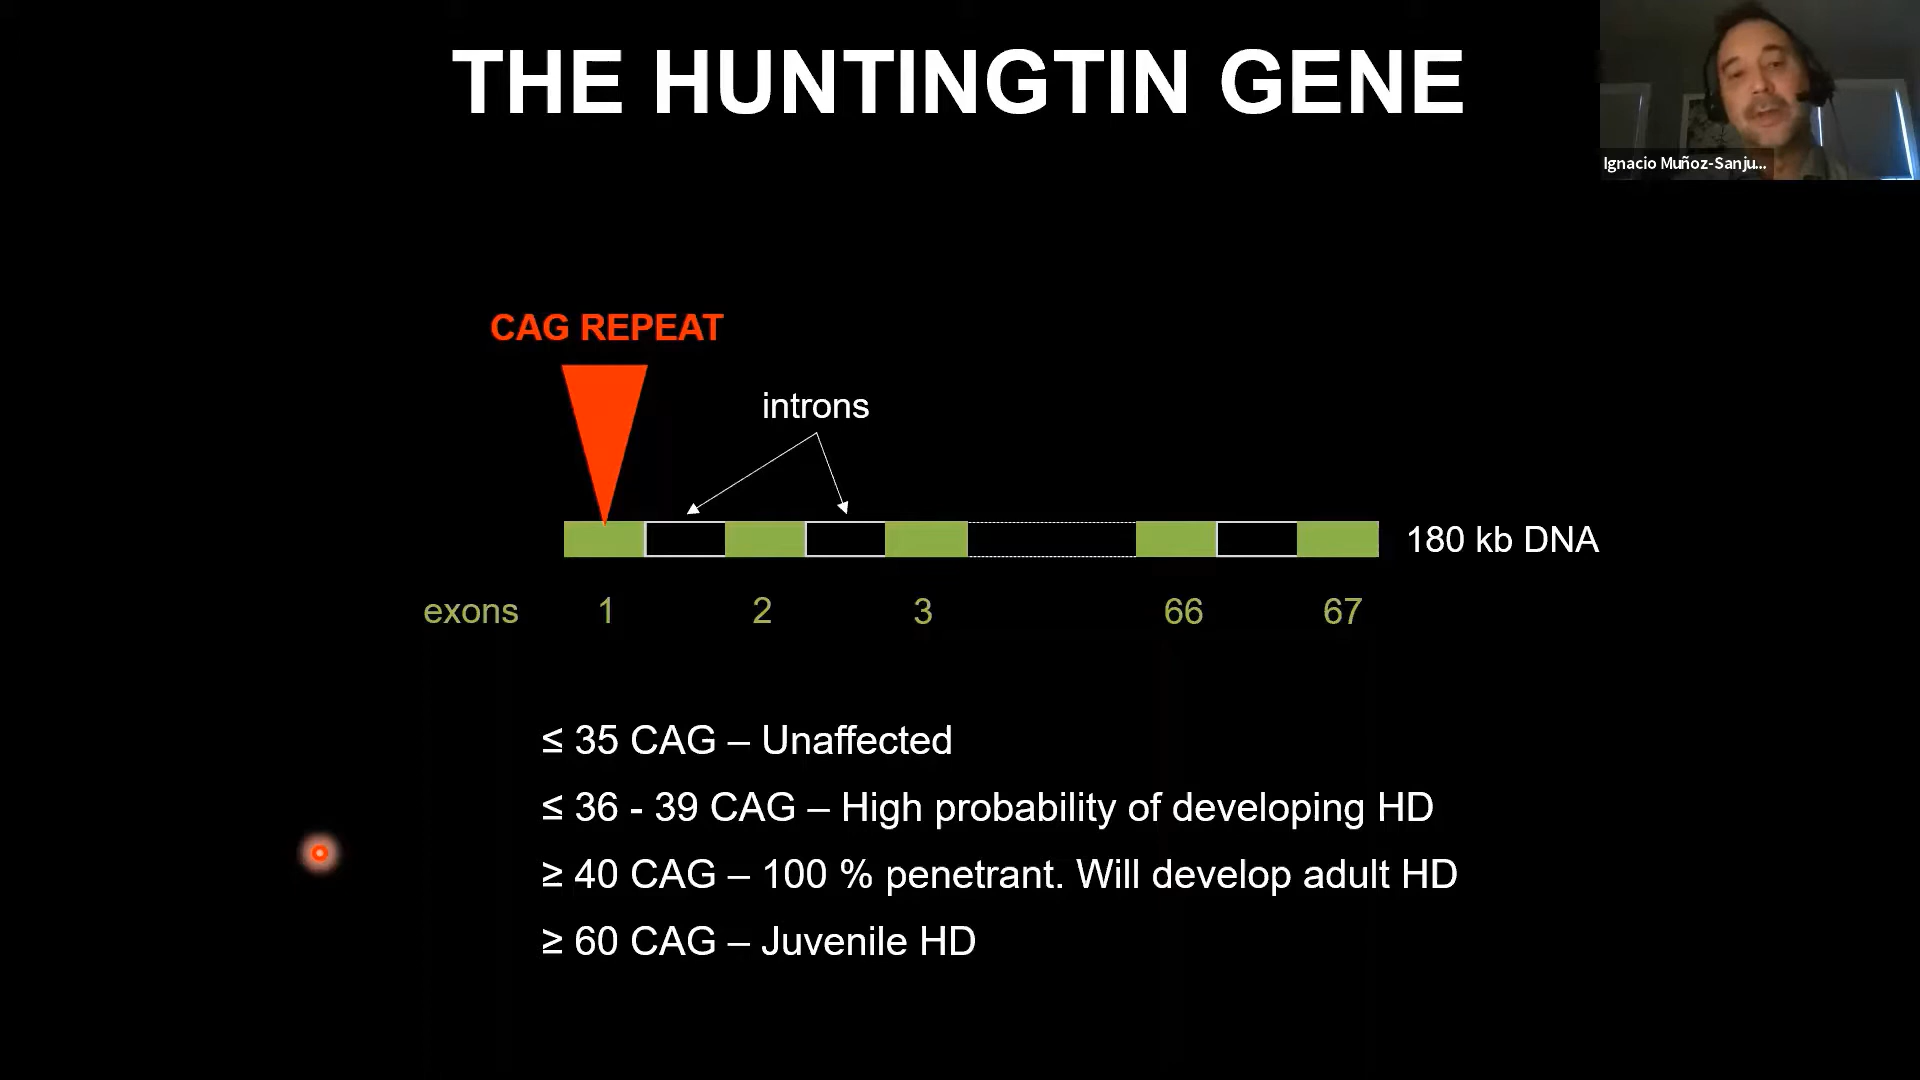 THE HUNTINGTIN GENE
Ignacio Muñoz-Sanju...
CAG REPEAT
introns
180 kb DNA
exons 1 2 3 66 67
≤ 35 CAG – Unaffected
≤ 36 - 39 CAG – High probability of developing HD
≥ 40 CAG – 100 % penetrant. Will develop adult HD
≥ 60 CAG – Juvenile HD